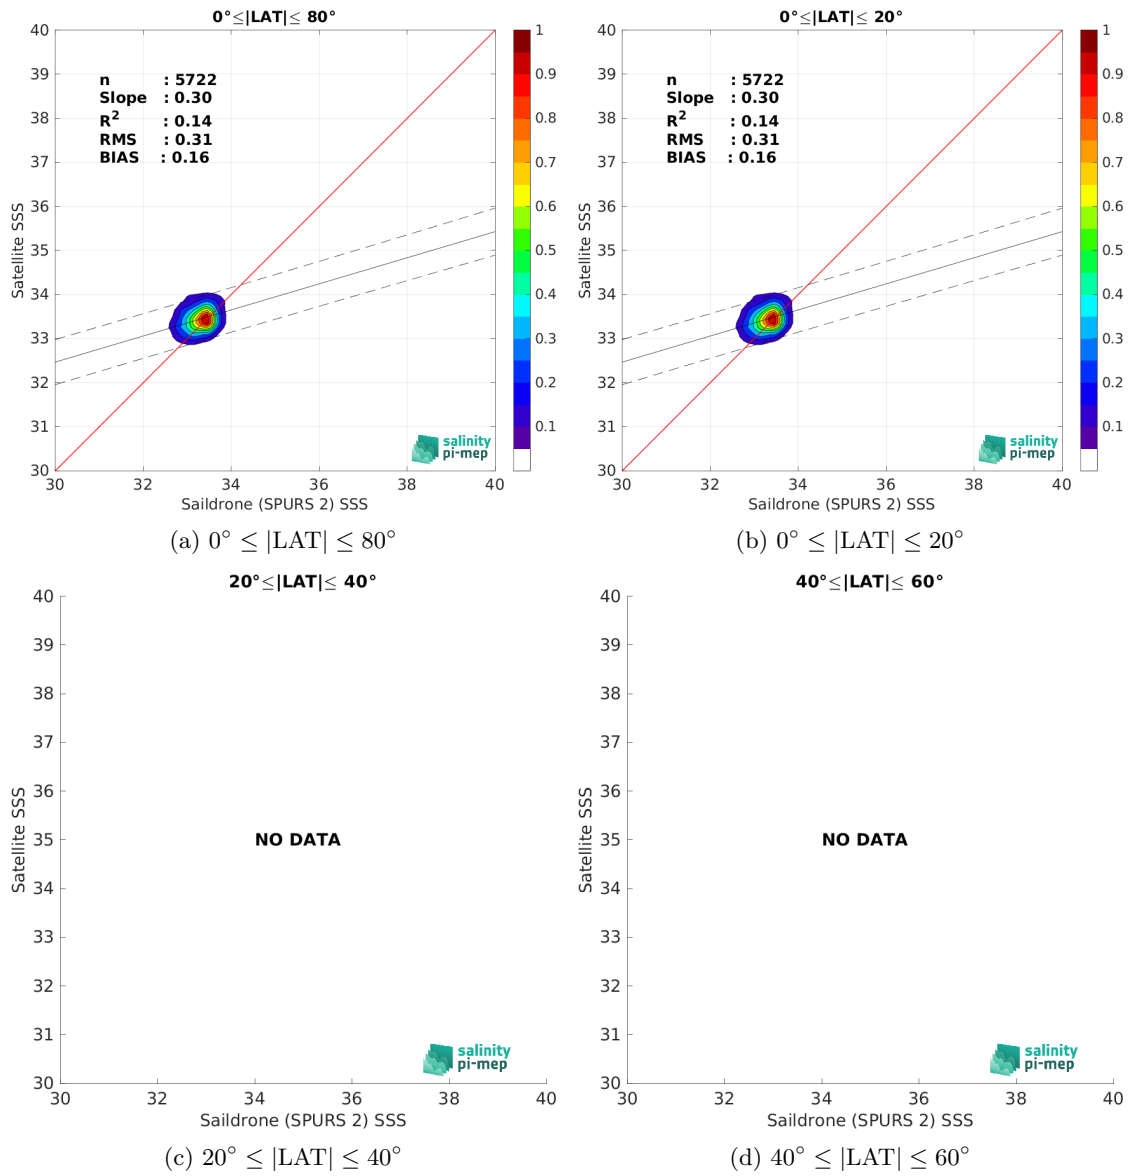 0°≤|LAT|≤ 80°
40
39
38
37
36
35
34
33
32
31
30
Satellite SSS
n : 5722
Slope : 0.30
R² : 0.14
RMS : 0.31
BIAS : 0.16
1
0.9
0.8
0.7
0.6
0.5
0.4
0.3
0.2
0.1
salinity
pi-mep
30 32 34 36 38 40
Saildrone (SPURS 2) SSS
(a) 0° ≤ |LAT| ≤ 80°
0°≤|LAT|≤ 20°
40
39
38
37
36
35
34
33
32
31
30
Satellite SSS
n : 5722
Slope : 0.30
R² : 0.14
RMS : 0.31
BIAS : 0.16
1
0.9
0.8
0.7
0.6
0.5
0.4
0.3
0.2
0.1
salinity
pi-mep
30 32 34 36 38 40
Saildrone (SPURS 2) SSS
(b) 0° ≤ |LAT| ≤ 20°
20°≤|LAT|≤ 40°
40
39
38
37
36
35
34
33
32
31
30
Satellite SSS
NO DATA
salinity
pi-mep
30 32 34 36 38 40
Saildrone (SPURS 2) SSS
(c) 20° ≤ |LAT| ≤ 40°
40°≤|LAT|≤ 60°
40
39
38
37
36
35
34
33
32
31
30
Satellite SSS
NO DATA
salinity
pi-mep
30 32 34 36 38 40
Saildrone (SPURS 2) SSS
(d) 40° ≤ |LAT| ≤ 60°